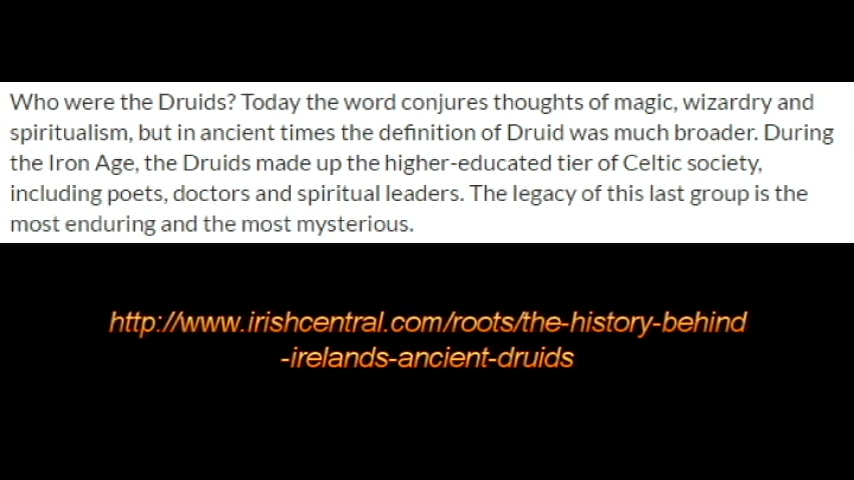 Who were the Druids? Today the word conjures thoughts of magic, wizardry and
spiritualism, but in ancient times the definition of Druid was much broader. During
the Iron Age, the Druids made up the higher-educated tier of Celtic society,
including poets, doctors and spiritual leaders. The legacy of this last group is the
most enduring and the most mysterious.
http://www.irishcentral.com/roots/the-history-behind
-irelands-ancient-druids